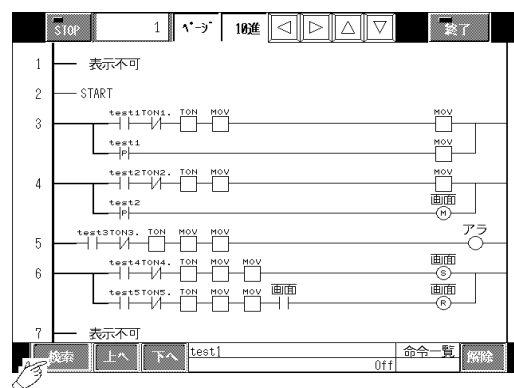 STOP 1 ﾍﾟｰｼﾞ 10進 終了
1 表示不可
2 START
test1TON1. TON MOV MOV
3
test1 MOV
P
test2TON2. TON MOV MOV
4
test2 画面
P M
test3TON3. TON MOV MOV アラ
5
test4TON4. TON MOV MOV 画面
6 S
test5TON5. TON MOV MOV 画面 画面
R
7 表示不可
検索 上へ 下へ test1 命令一覧 解除
Off